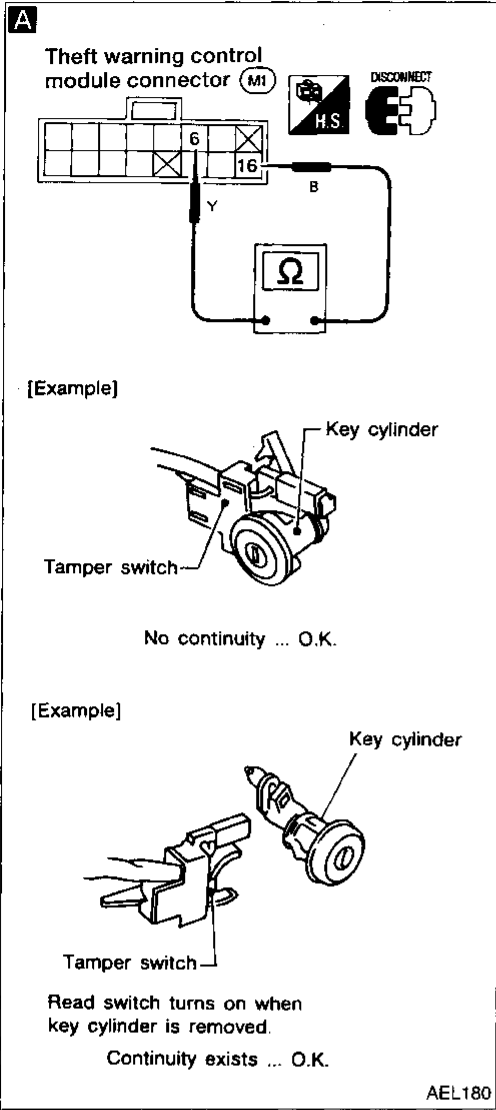 A
Theft warning control
module connector M1
DISCONNECT
H.S.
6
16
Y
B
Ω
[Example]
Key cylinder
Tamper switch
No continuity ... O.K.
[Example]
Key cylinder
Tamper switch
Read switch turns on when
key cylinder is removed.
Continuity exists ... O.K.
AEL180